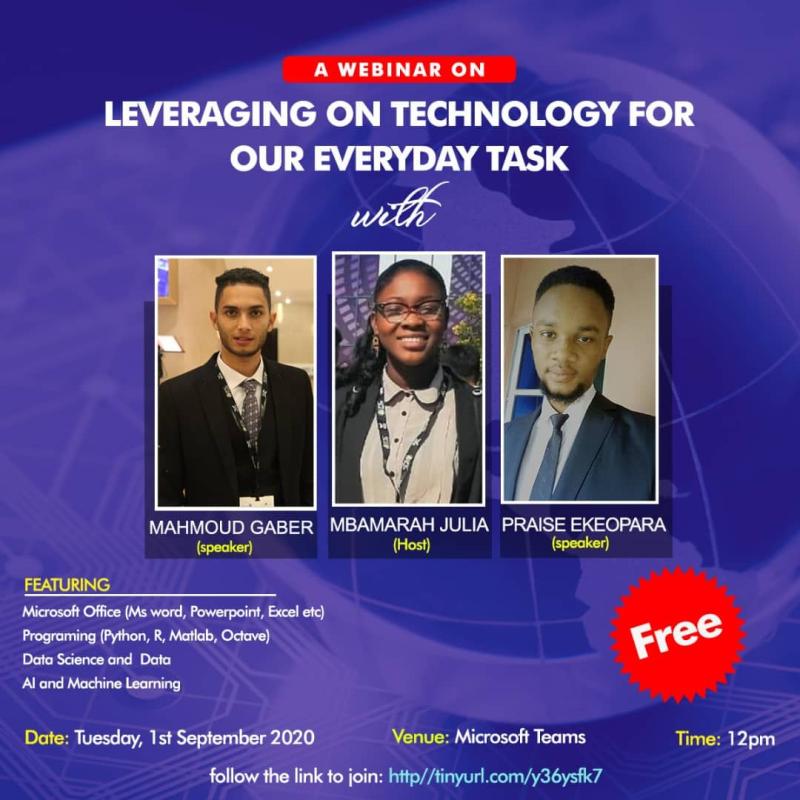 A WEBINAR ON
LEVERAGING ON TECHNOLOGY FOR
OUR EVERYDAY TASK
with
MAHMOUD GABER
(speaker)
MBAMARAH JULIA
(Host)
PRAISE EKEOPARA
(speaker)
FEATURING
Microsoft Office (Ms word, Powerpoint, Excel etc)
Programing (Python, R, Matlab, Octave)
Data Science and Data
AI and Machine Learning
Free
Date: Tuesday, 1st September 2020
Venue: Microsoft Teams
Time: 12pm
follow the link to join: http//tinyurl.com/y36ysfk7